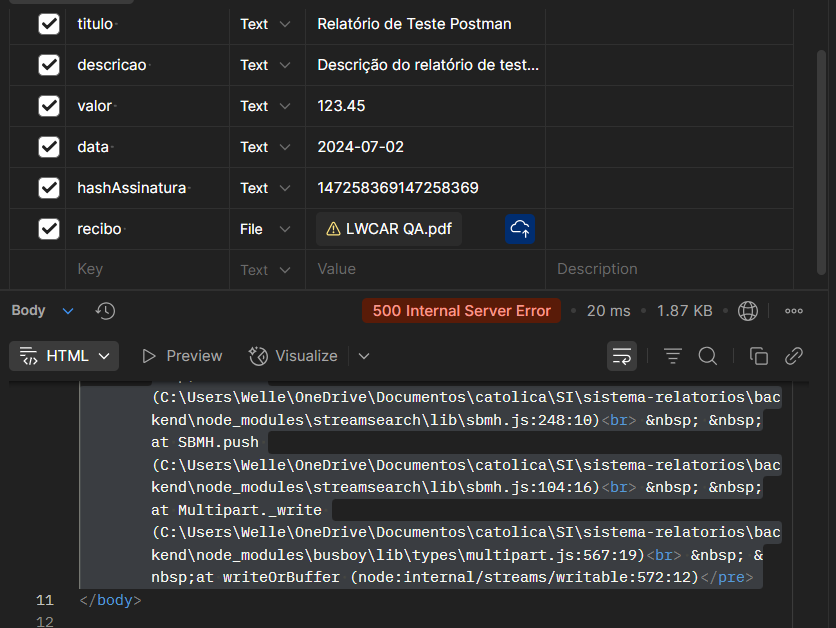 titulo Text Relatório de Teste Postman
descricao Text Descrição do relatório de test...
valor Text 123.45
data Text 2024-07-02
hashAssinatura Text 147258369147258369
recibo File LWCAR QA.pdf
Key Text Value Description
Body 500 Internal Server Error • 20 ms • 1.87 KB •
HTML Preview Visualize
(C:\Users\Welle\OneDrive\Documentos\catolica\SI\sistema-relatorios\bac
kend\node_modules\streamsearch\lib\sbmh.js:248:10)<br> &nbsp; &nbsp;
at SBMH.push
(C:\Users\Welle\OneDrive\Documentos\catolica\SI\sistema-relatorios\bac
kend\node_modules\streamsearch\lib\sbmh.js:104:16)<br> &nbsp; &nbsp;
at Multipart._write
(C:\Users\Welle\OneDrive\Documentos\catolica\SI\sistema-relatorios\bac
kend\node_modules\busboy\lib\types\multipart.js:567:19)<br> &nbsp; &
nbsp;at writeOrBuffer (node:internal/streams/writable:572:12)</pre>
11 </body>
12